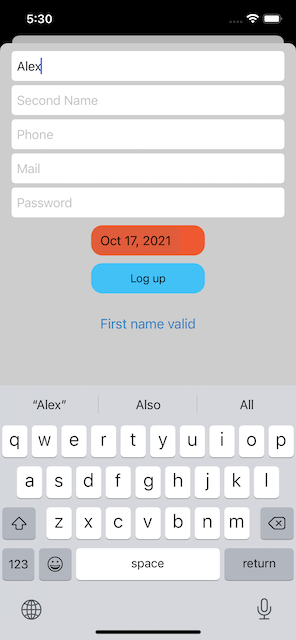 5:30
Alex
Second Name
Phone
Mail
Password
Oct 17, 2021
Log up
First name valid
“Alex” Also All
q w e r t y u i o p
a s d f g h j k l
z x c v b n m
123 space return